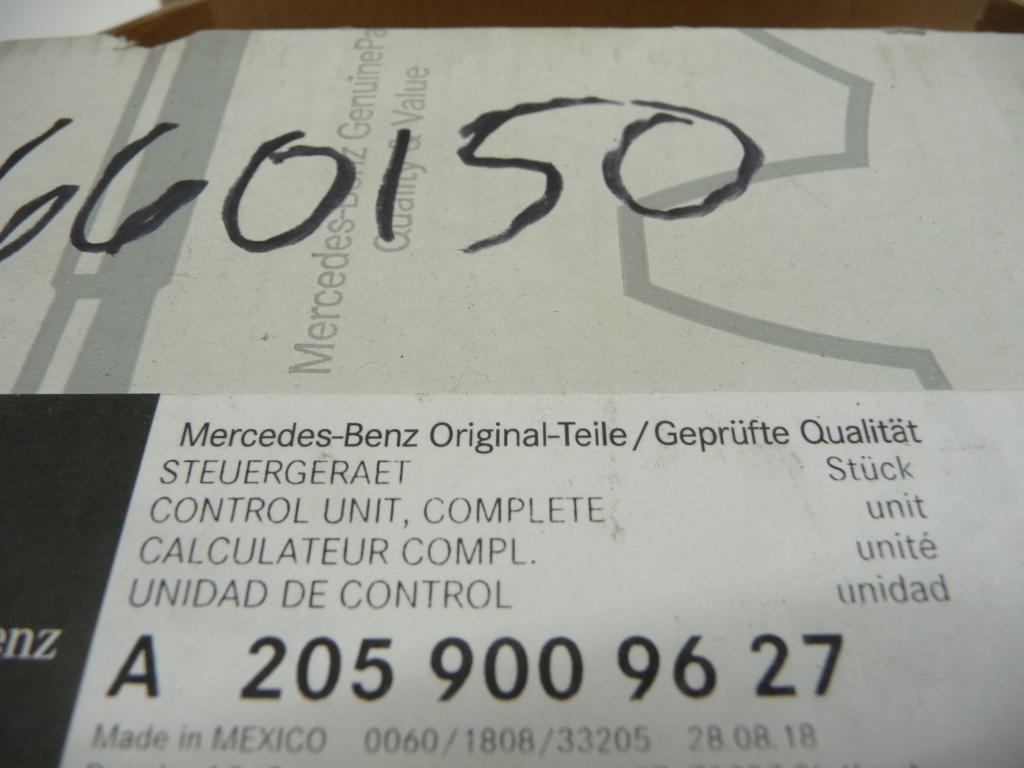 660150
Mercedes-Benz Genuine
Quality & Value
Mercedes-Benz Original-Teile/Geprüfte Qualität
STEUERGERAET Stück
CONTROL UNIT, COMPLETE unit
CALCULATEUR COMPL. unité
UNIDAD DE CONTROL unidad
enz
A 205 900 96 27
Made in MEXICO 0060/1808/33205 28.08.18